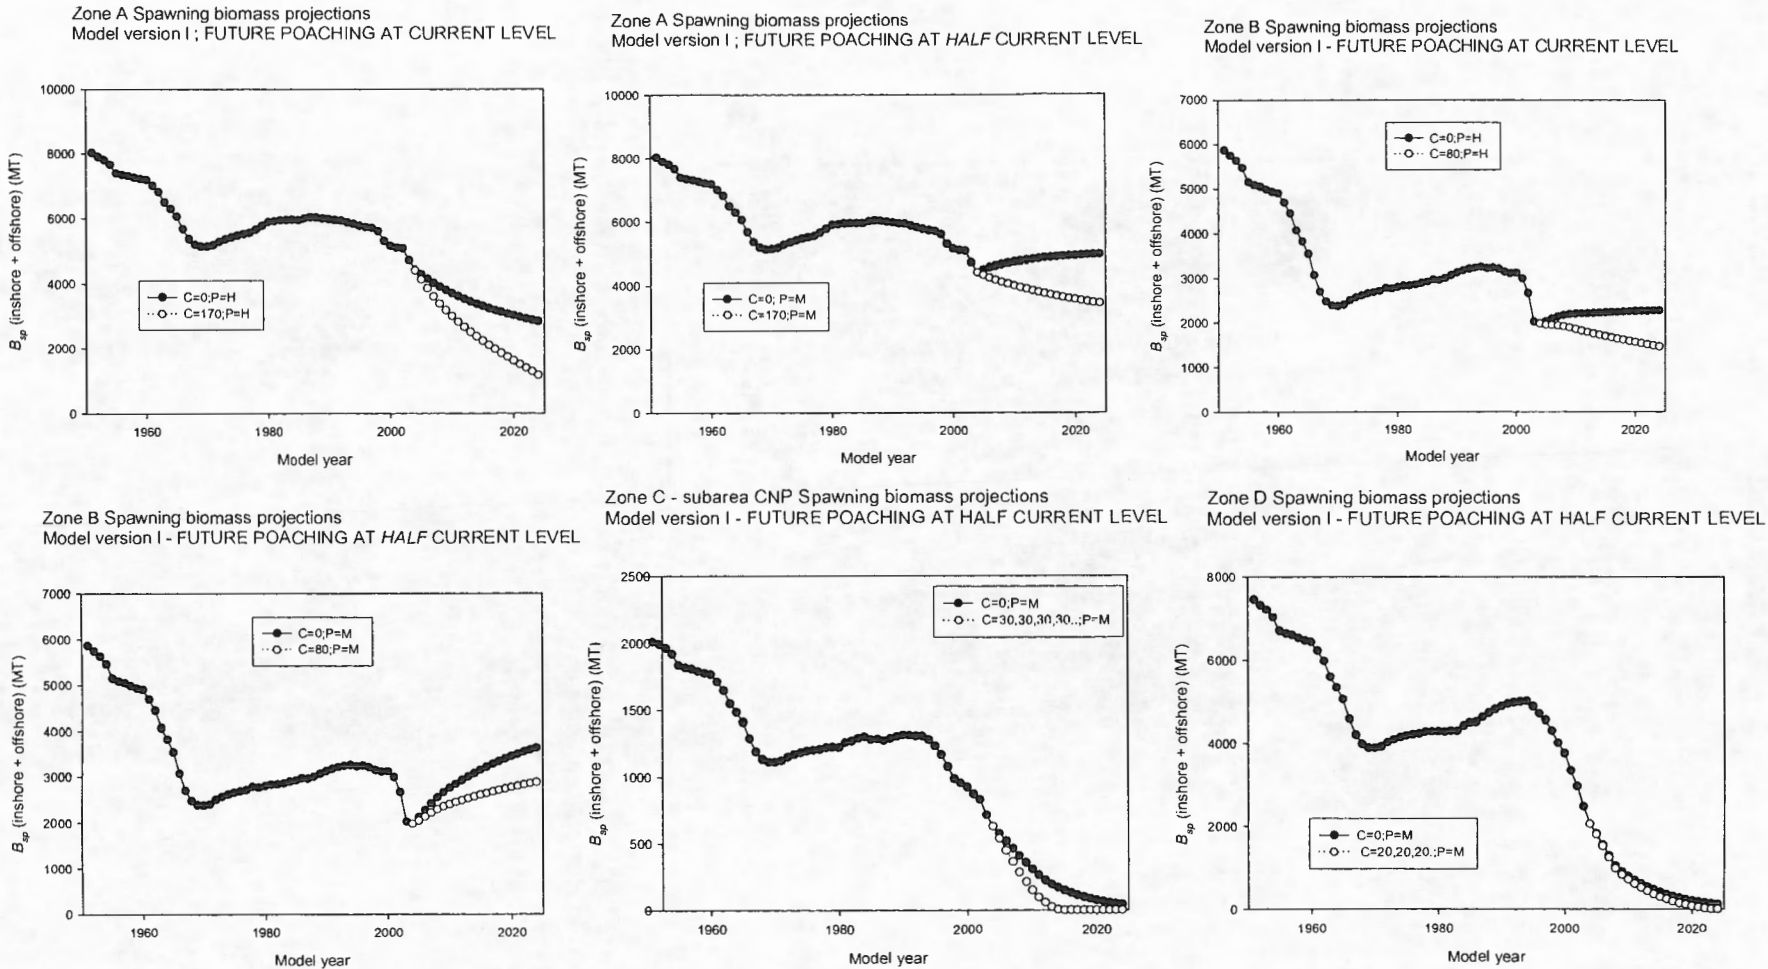 Zone A Spawning biomass projections
Model version I ; FUTURE POACHING AT CURRENT LEVEL
10000
8000
6000
4000
2000
0
B sp (inshore + offshore) (MT)
C=0;P=H
C=170;P=H
1960
1980
2000
2020
Model year
Zone A Spawning biomass projections
Model version I ; FUTURE POACHING AT HALF CURRENT LEVEL
10000
8000
6000
4000
2000
0
B sp (inshore + offshore) (MT)
C=0; P=M
C=170;P=M
1960
1980
2000
2020
Model year
Zone B Spawning biomass projections
Model version I - FUTURE POACHING AT CURRENT LEVEL
7000
6000
5000
4000
3000
2000
1000
0
B sp (inshore + offshore) (MT)
C=0;P=H
C=80;P=H
1960
1980
2000
2020
Model year
Zone B Spawning biomass projections
Model version I - FUTURE POACHING AT HALF CURRENT LEVEL
7000
6000
5000
4000
3000
2000
1000
0
B sp (inshore + offshore) (MT)
C=0;P=M
C=80;P=M
1960
1980
2000
2020
Model year
Zone C - subarea CNP Spawning biomass projections
Model version I - FUTURE POACHING AT HALF CURRENT LEVEL
2500
2000
1500
1000
500
0
B sp (inshore + offshore) (MT)
C=0;P=M
C=30,30,30,30..;P=M
1960
1980
2000
2020
Model year
Zone D Spawning biomass projections
Model version I - FUTURE POACHING AT HALF CURRENT LEVEL
8000
6000
4000
2000
0
B sp (inshore + offshore) (MT)
C=0;P=M
C=20,20,20.;P=M
1960
1980
2000
2020
Model year